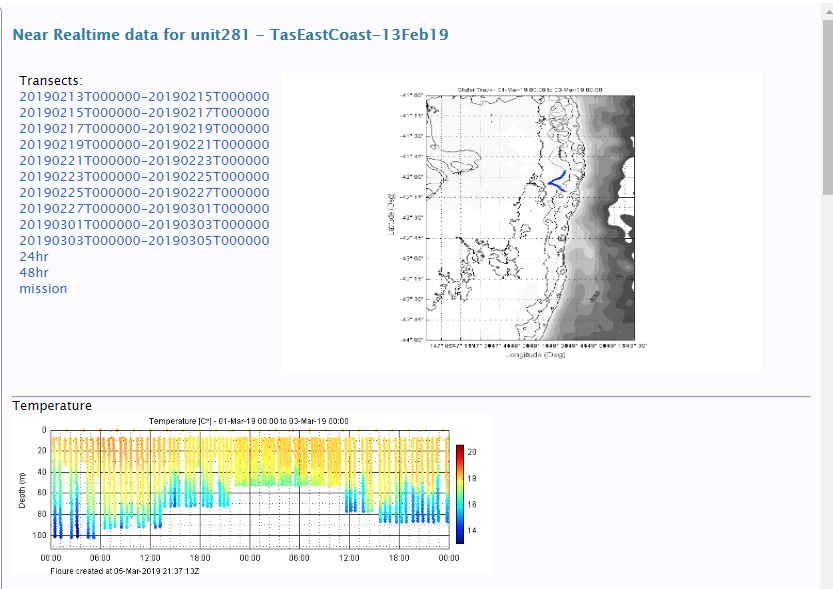 Near Realtime data for unit281 - TasEastCoast-13Feb19
Transects:
20190213T000000-20190215T000000
20190215T000000-20190217T000000
20190217T000000-20190219T000000
20190219T000000-20190221T000000
20190221T000000-20190223T000000
20190223T000000-20190225T000000
20190225T000000-20190227T000000
20190227T000000-20190301T000000
20190301T000000-20190303T000000
20190303T000000-20190305T000000
24hr
48hr
mission
Glider Track - 01-Mar-19 00:00 to 03-Mar-19 00:00
-41° 00'
-41° 15'
-41° 30'
-41° 45'
-42° 00'
-42° 15'
-42° 30'
-42° 45'
-43° 00'
-43° 15'
-43° 30'
-43° 45'
-44° 00'
Latitude (Deg)
Longitude (Deg)
Temperature
Temperature [C°] - 01-Mar-19 00:00 to 03-Mar-19 00:00
0
20
40
60
80
100
Depth (m)
20
18
16
14
00:00 06:00 12:00 18:00 00:00 06:00 12:00 18:00 00:00
Figure created at 05-Mar-2019 21:37:13Z